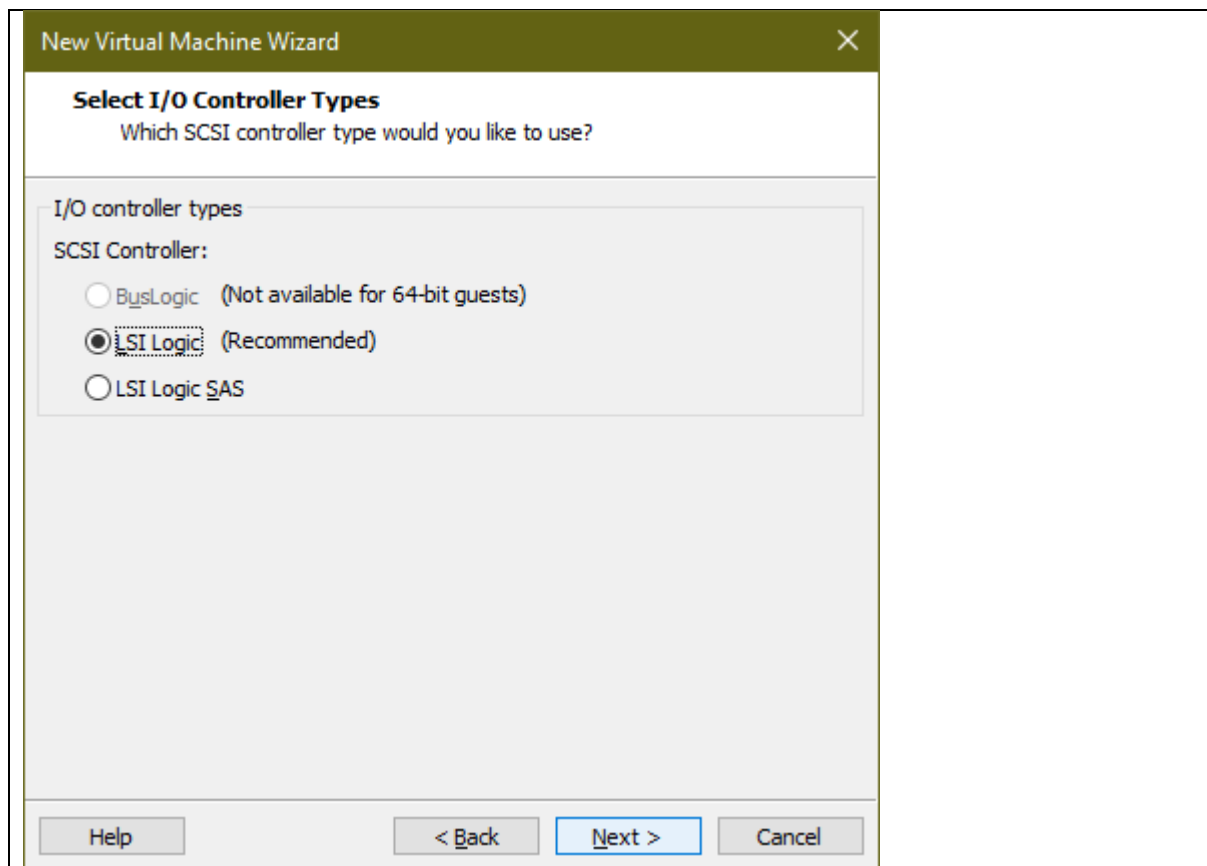 New Virtual Machine Wizard
Select I/O Controller Types
Which SCSI controller type would you like to use?
I/O controller types
SCSI Controller:
BusLogic (Not available for 64-bit guests)
LSI Logic (Recommended)
LSI Logic SAS
Help < Back Next > Cancel